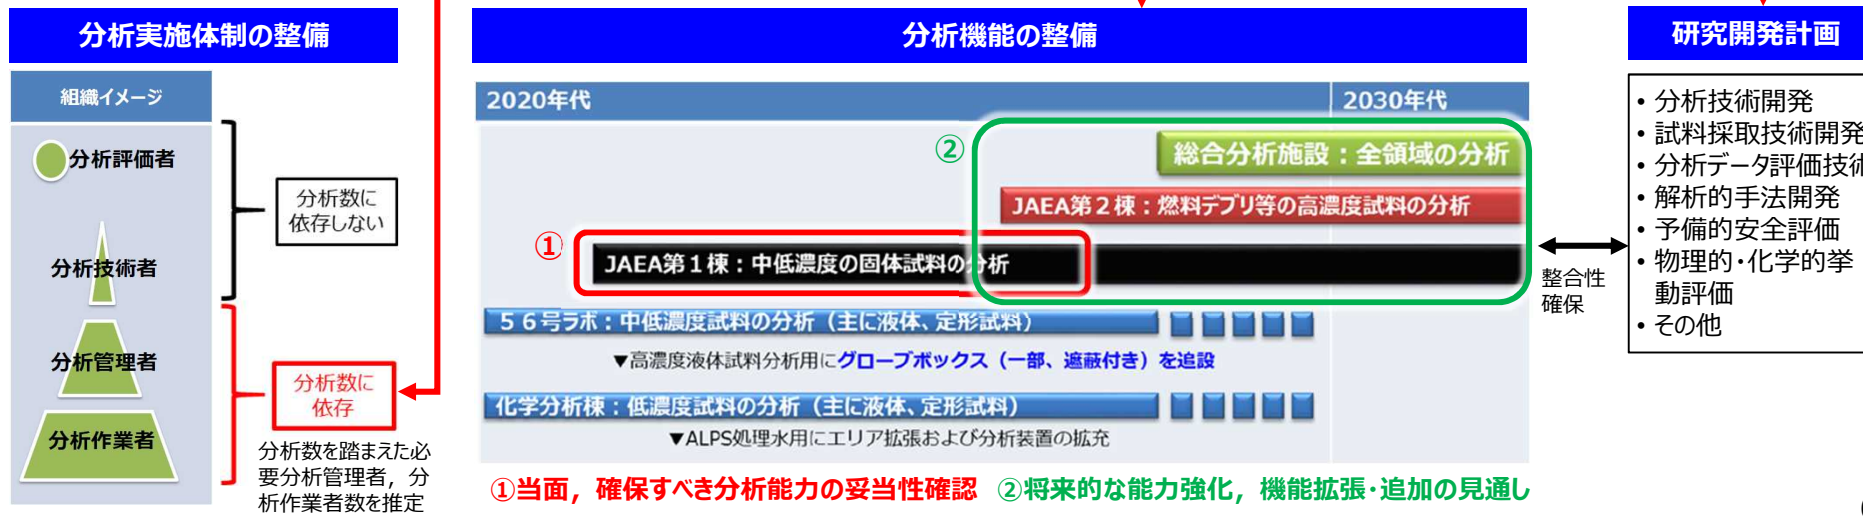 分析実施体制の整備
組織イメージ
分析評価者
分析技術者
分析管理者
分析作業者
分析数に
依存しない
分析数に
依存
分析数を踏まえた必
要分析管理者，分
析作業者数を推定
分析機能の整備
2020年代
2030年代
②
総合分析施設：全領域の分析
JAEA第２棟：燃料デブリ等の高濃度試料の分析
①
JAEA第１棟：中低濃度の固体試料の分析
５６号ラボ：中低濃度試料の分析（主に液体、定形試料）
▼高濃度液体試料分析用にグローブボックス（一部、遮蔽付き）を追設
化学分析棟：低濃度試料の分析（主に液体、定形試料）
▼ALPS処理水用にエリア拡張および分析装置の拡充
①当面，確保すべき分析能力の妥当性確認 ②将来的な能力強化，機能拡張・追加の見通し
整合性
確保
研究開発計画
• 分析技術開発
• 試料採取技術開発
• 分析データ評価技術
• 解析的手法開発
• 予備的安全評価
• 物理的・化学的挙
動評価
• その他